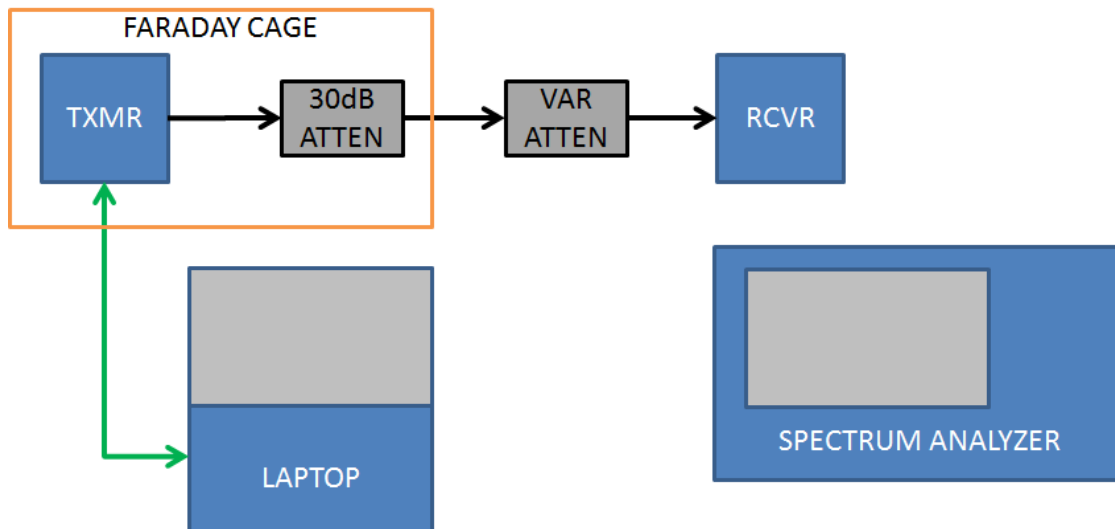 FARADAY CAGE
TXMR
30dB
ATTEN
VAR
ATTEN
RCVR
LAPTOP
SPECTRUM ANALYZER